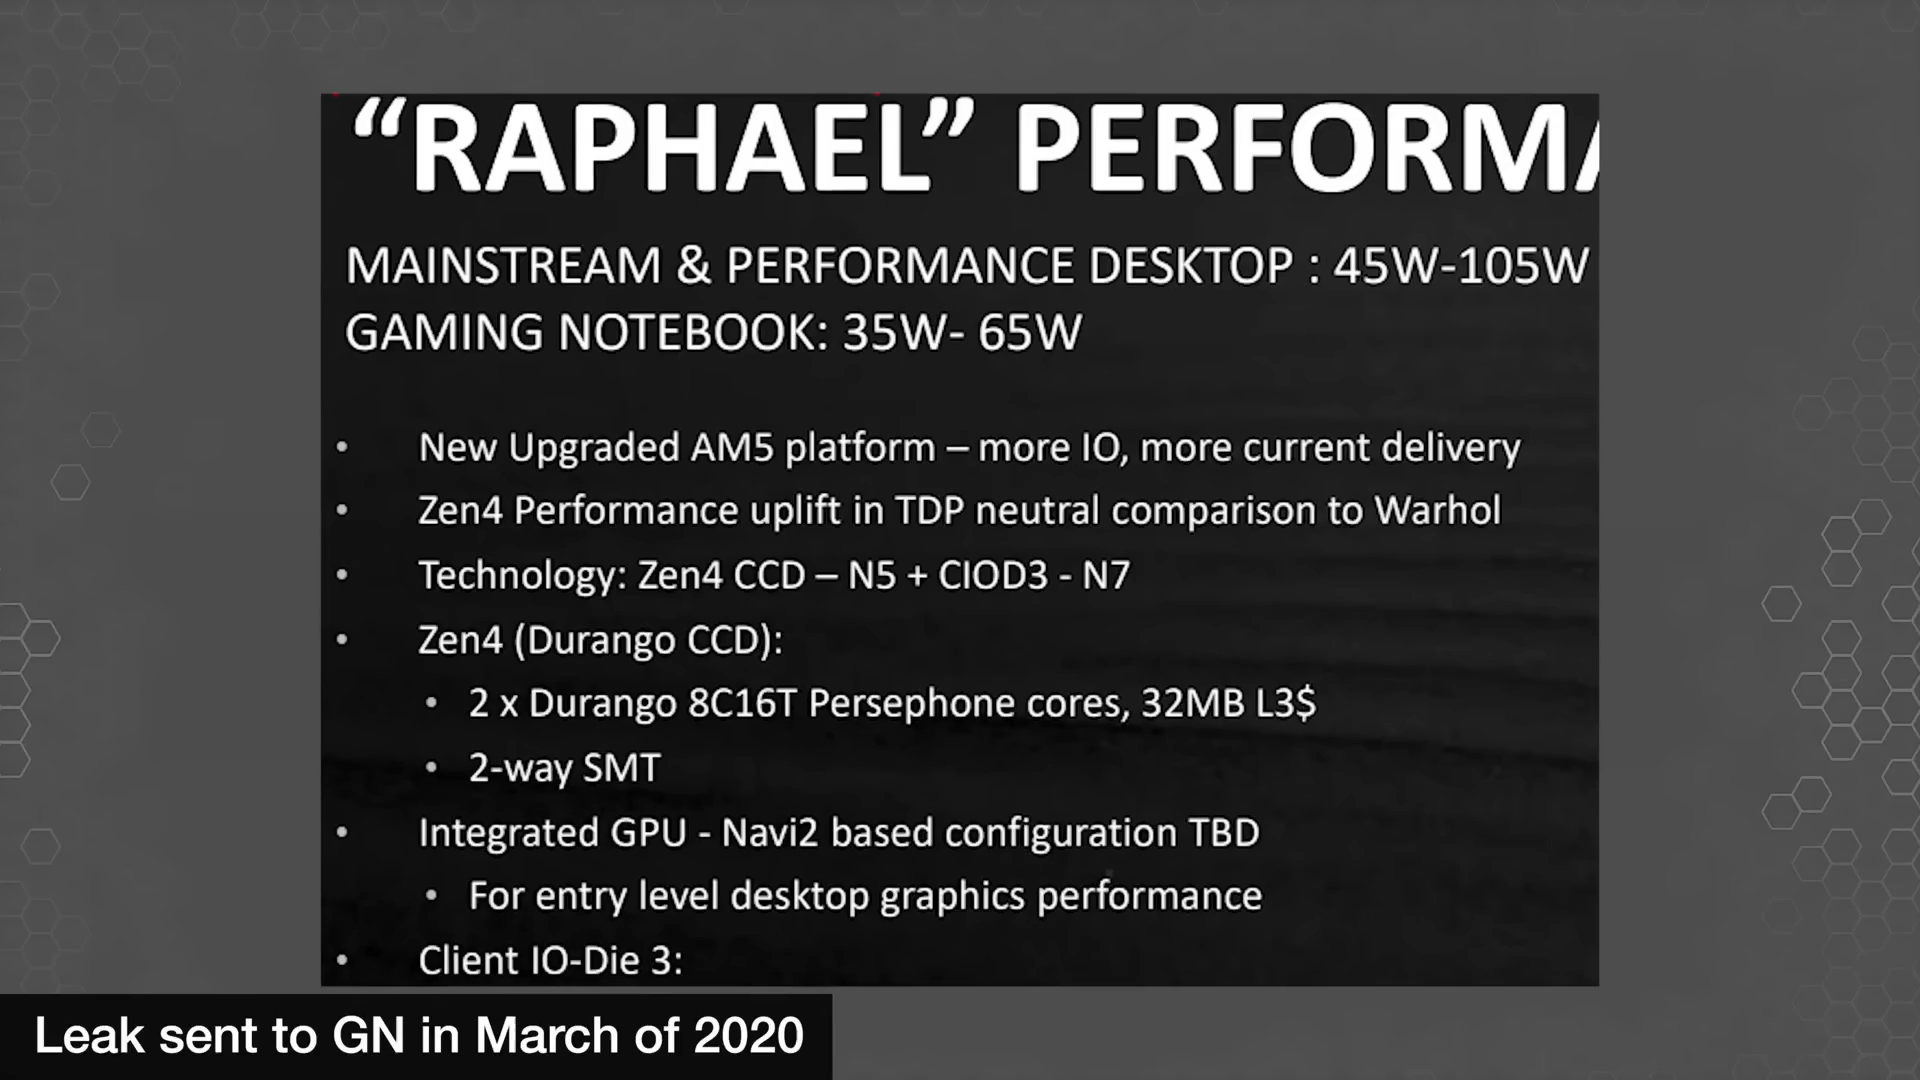 “RAPHAEL” PERFORMA
MAINSTREAM & PERFORMANCE DESKTOP : 45W-105W
GAMING NOTEBOOK: 35W- 65W
• New Upgraded AM5 platform – more IO, more current delivery
• Zen4 Performance uplift in TDP neutral comparison to Warhol
• Technology: Zen4 CCD – N5 + CIOD3 - N7
• Zen4 (Durango CCD):
• 2 x Durango 8C16T Persephone cores, 32MB L3$
• 2-way SMT
• Integrated GPU - Navi2 based configuration TBD
• For entry level desktop graphics performance
• Client IO-Die 3:
Leak sent to GN in March of 2020